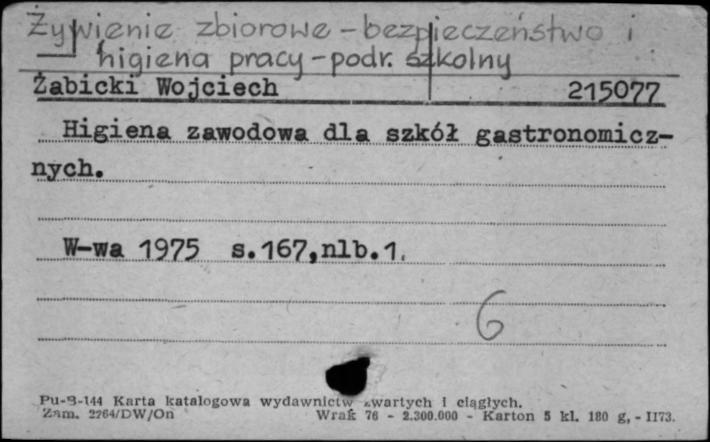 Żywienie zbiorowe - bezpieczeństwo i
higiena pracy - podr. szkolny
Żabicki Wojciech 215077
Higiena zawodowa dla szkół gastronomicz-
nych.
W-wa 1975 s.167,nlb.1.
6
Pu-B-144 Karta katalogowa wydawnictw zwartych i ciągłych.
Zam. 2264/DW/On Wrak 76 - 2.300.000 - Karton 5 kl. 180 g. - II73.